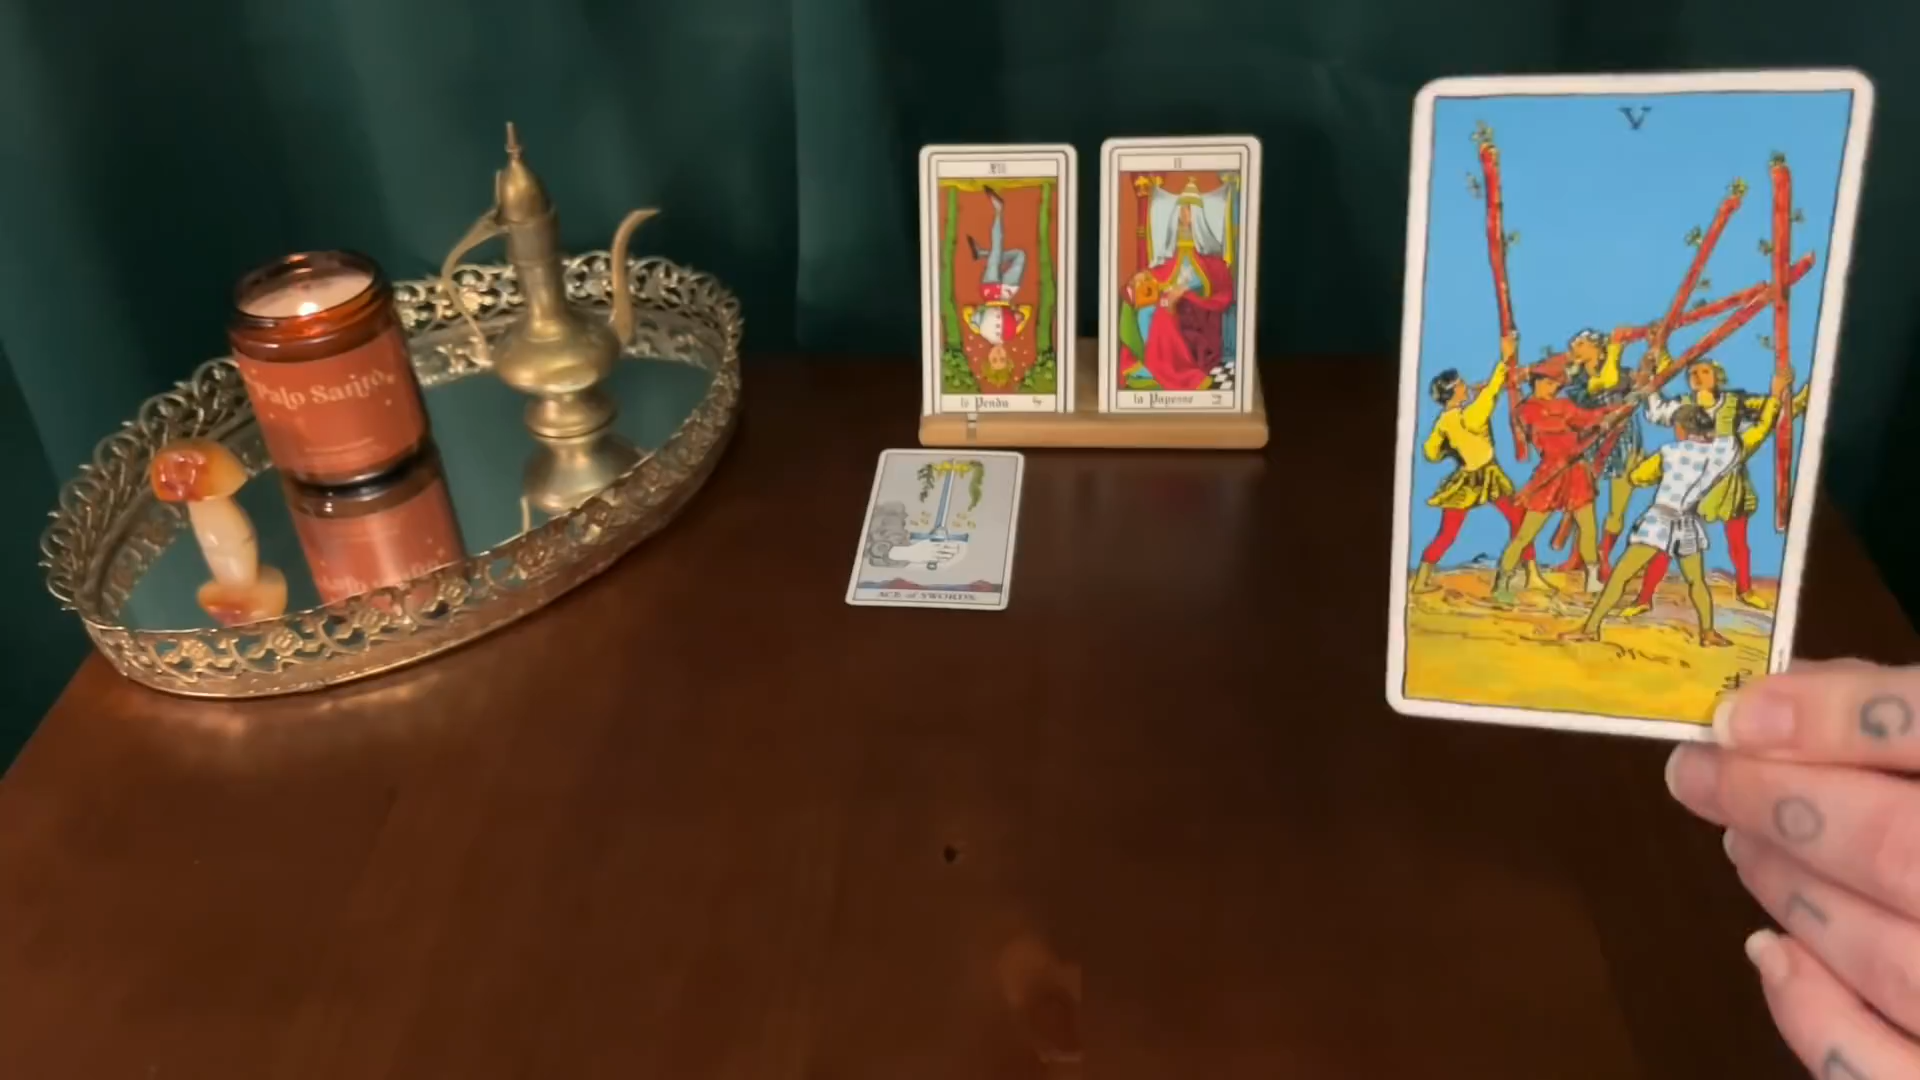 Palo Santo
XII
le Pendu
II
la Papesse
ACE of SWORDS.
V
G
O
L